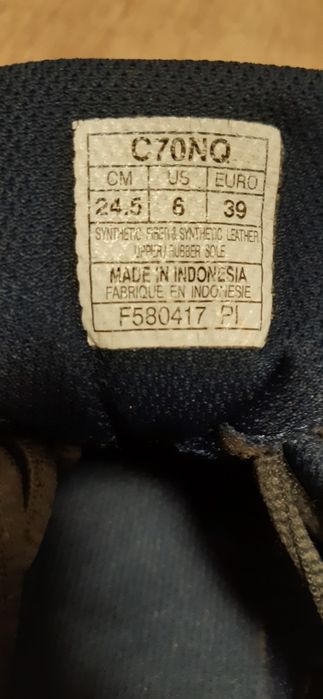 C70NQ
CM US EURO
24.5 6 39
SYNTHETIC FIBER & SYNTHETIC LEATHER
UPPER / RUBBER SOLE
MADE IN INDONESIA
FABRIQUE EN INDONESIE
F580417 PI